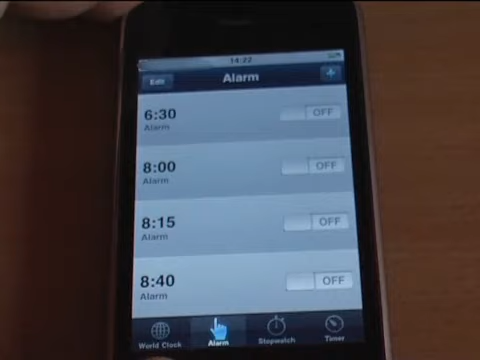 14:22
Edit
Alarm
+
6:30
Alarm
OFF
8:00
Alarm
OFF
8:15
Alarm
OFF
8:40
Alarm
OFF
World Clock
Alarm
Stopwatch
Timer